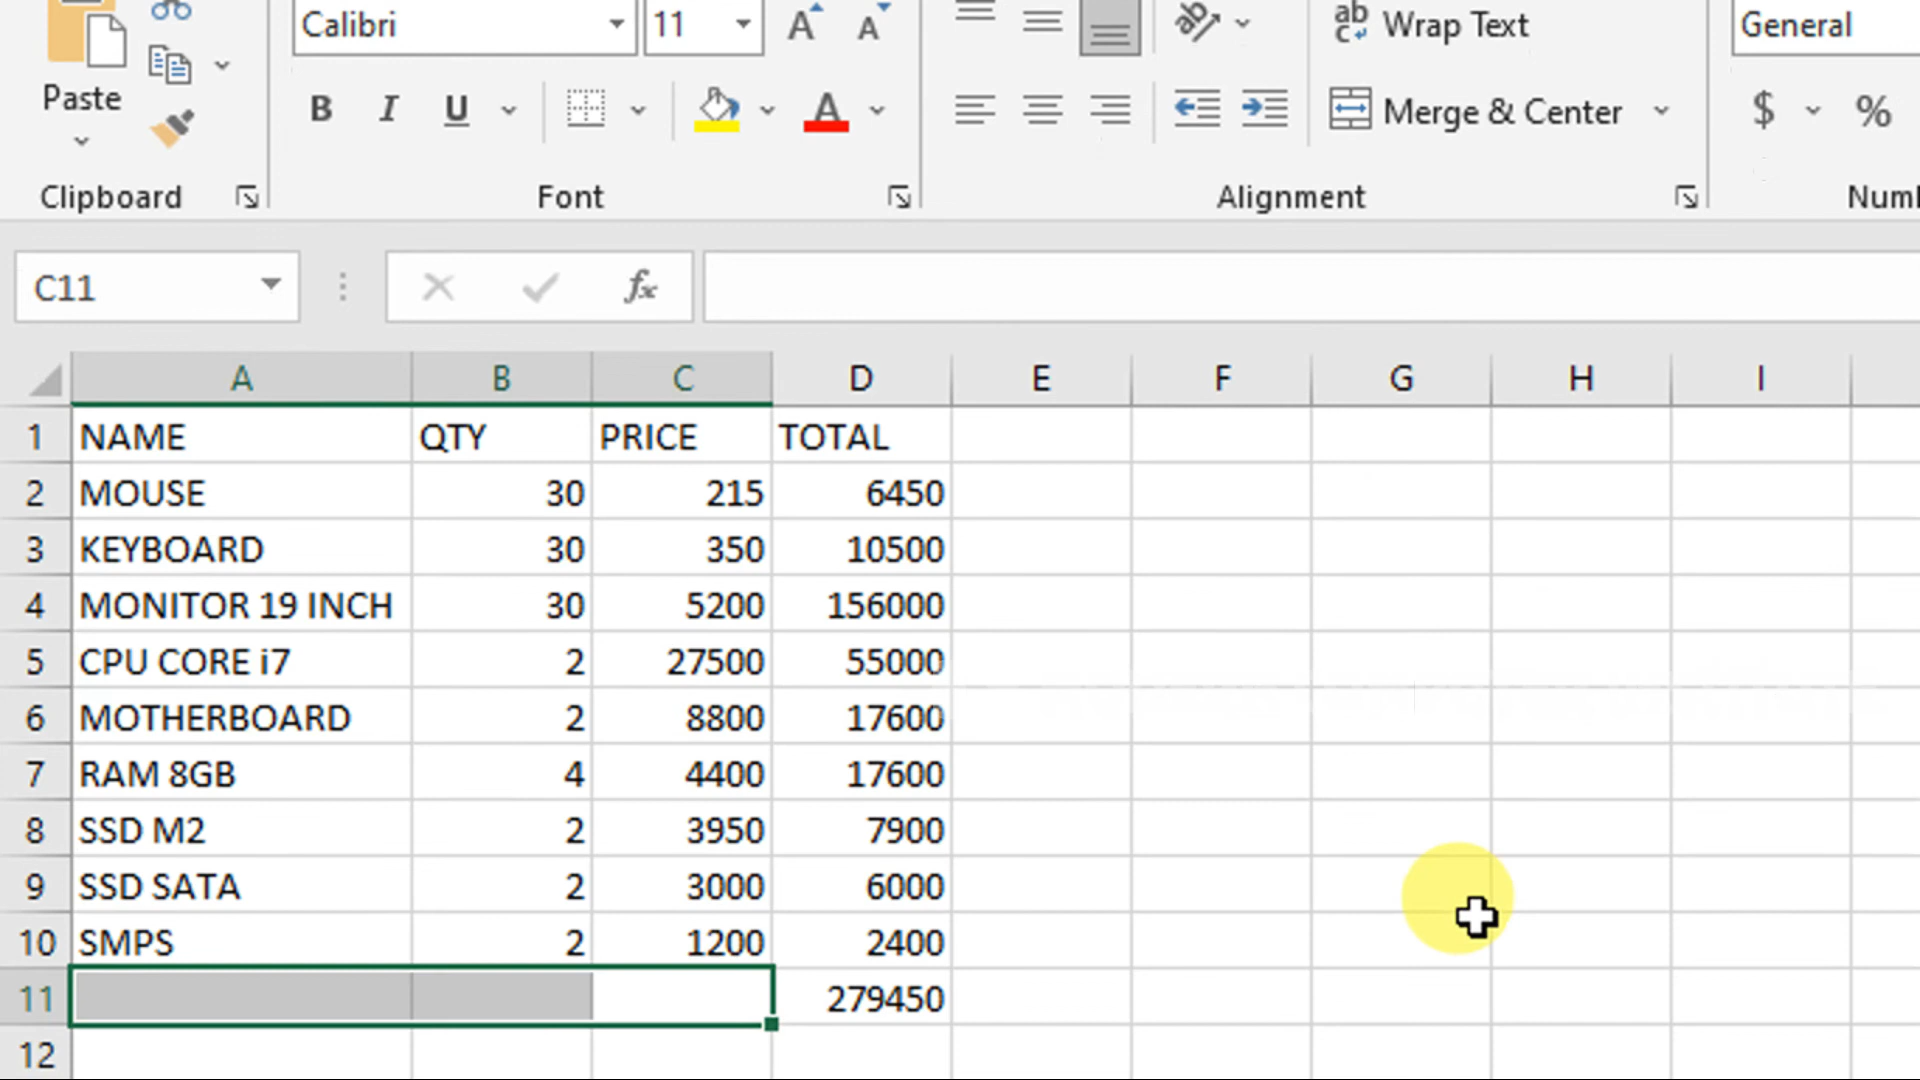 Calibri 11 A A ab Wrap Text General
Paste B I U A Merge & Center $ %
Clipboard Font Alignment
C11 fx
A B C D E F G H I
1 NAME QTY PRICE TOTAL
2 MOUSE 30 215 6450
3 KEYBOARD 30 350 10500
4 MONITOR 19 INCH 30 5200 156000
5 CPU CORE i7 2 27500 55000
6 MOTHERBOARD 2 8800 17600
7 RAM 8GB 4 4400 17600
8 SSD M2 2 3950 7900
9 SSD SATA 2 3000 6000
10 SMPS 2 1200 2400
11 279450
12